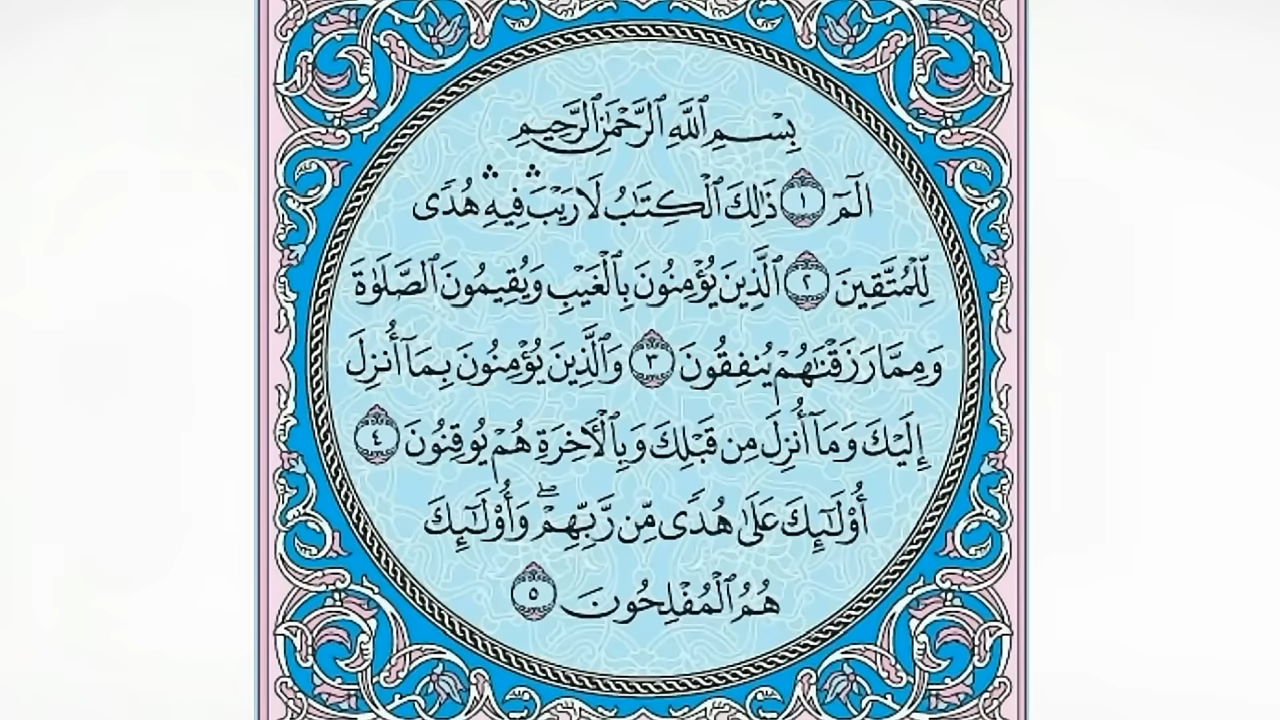 بِسْمِ ٱللَّهِ ٱلرَّحْمَٰنِ ٱلرَّحِيمِ
الٓمٓ ١ ذَٰلِكَ ٱلْكِتَٰبُ لَا رَيْبَ ۛ فِيهِ ۛ هُدًى
لِّلْمُتَّقِينَ ٢ ٱلَّذِينَ يُؤْمِنُونَ بِٱلْغَيْبِ وَيُقِيمُونَ ٱلصَّلَوٰةَ
وَمِمَّا رَزَقْنَٰهُمْ يُنفِقُونَ ٣ وَٱلَّذِينَ يُؤْمِنُونَ بِمَآ أُنزِلَ
إِلَيْكَ وَمَآ أُنزِلَ مِن قَبْلِكَ وَبِٱلْأَخِرَةِ هُمْ يُوقِنُونَ ٤
أُو۟لَٰٓئِكَ عَلَىٰ هُدًى مِّن رَّبِّهِمْ ۖ وَأُو۟لَٰٓئِكَ
هُمُ ٱلْمُفْلِحُونَ ٥